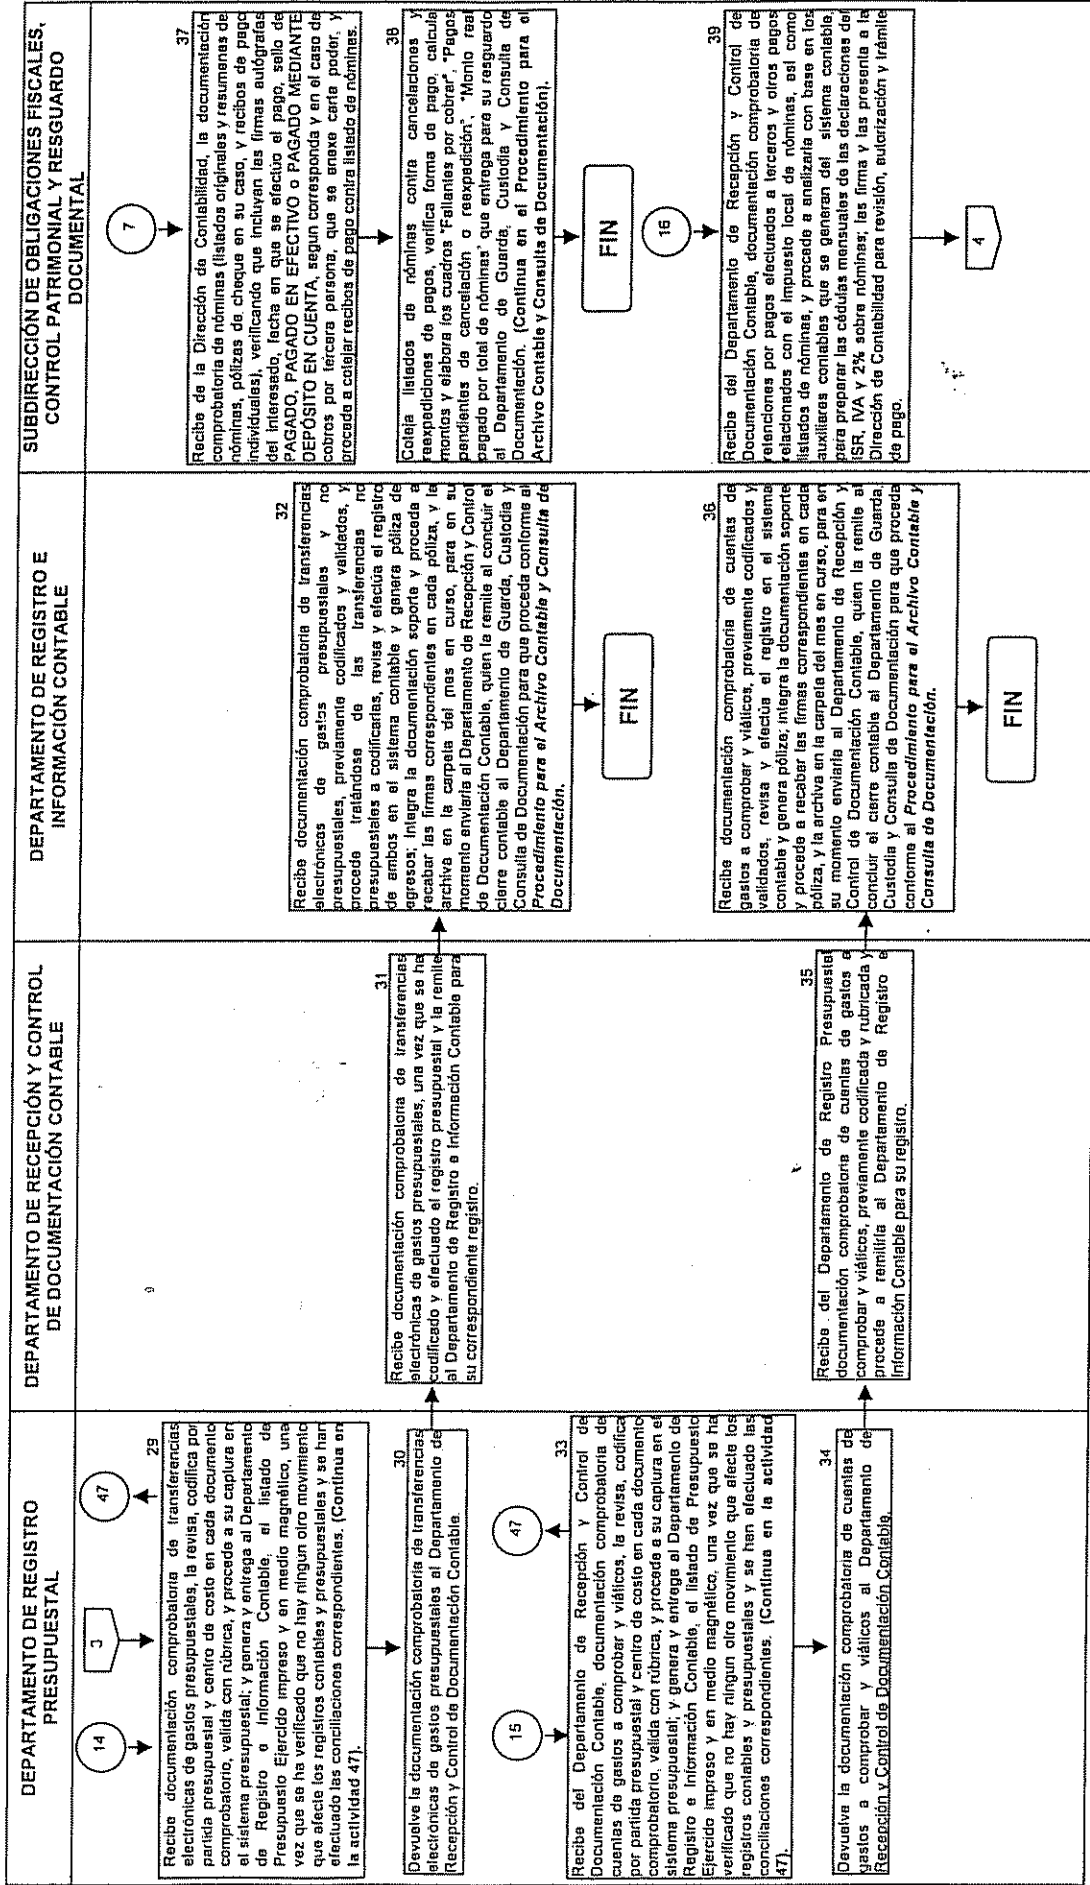 DEPARTAMENTO DE REGISTRO
PRESUPUESTAL
14
3
47
29
Recibe documentación comprobatoria de transferencias
electrónicas de gastos presupuestales, la revisa, codifica por
partida presupuestal y centro de costo en cada documento
comprobatorio, valida con rúbrica, y procede a su captura en
el sistema presupuestal; y genera y entrega al Departamento
de Registro e Información Contable, el listado de
Presupuesto Ejercido impreso y en medio magnético, una
vez que se ha verificado que no hay ningun otro movimiento
que afecte los registros contables y presupuestales y se han
efectuado las conciliaciones correspondientes. (Continua en
la actividad 47).
30
Devuelve la documentación comprobatoria de transferencias
electrónicas de gastos presupuestales al Departamento de
Recepción y Control de Documentación Contable.
15
47
33
Recibe del Departamento de Recepción y Control de
Documentación Contable, documentación comprobatoria de
cuentas de gastos a comprobar y viáticos, la revisa, codifica
por partida presupuestal y centro de costo en cada documento
comprobatorio, valida con rúbrica, y procede a su captura en el
sistema presupuestal; y genera y entrega al Departamento de
Registro e Información Contable, el listado de Presupuesto
Ejercido impreso y en medio magnético, una vez que se ha
verificado que no hay ningun otro movimiento que afecte los
registros contables y presupuestales y se han efectuado las
conciliaciones correspondientes. (Continua en la actividad
47).
34
Devuelve la documentación comprobatoria de cuentas de
gastos a comprobar y viáticos al Departamento de
Recepción y Control de Documentación Contable.
DEPARTAMENTO DE RECEPCIÓN Y CONTROL
DE DOCUMENTACIÓN CONTABLE
31
Recibe documentación comprobatoria de transferencias
electrónicas de gastos presupuestales, una vez que se ha
codificado y efectuado el registro presupuestal y la remite
al Departamento de Registro e Información Contable para
su correspondiente registro.
35
Recibe del Departamento de Registro Presupuestal
documentación comprobatoria de cuentas de gastos a
comprobar y viáticos, previamente codificada y rubricada y
procede a remitirla al Departamento de Registro e
Información Contable para su registro.
DEPARTAMENTO DE REGISTRO E
INFORMACIÓN CONTABLE
32
Recibe documentación comprobatoria de transferencias
electrónicas de gastos presupuestales y no
presupuestales, previamente codificados y validados, y
procede tratándose de las transferencias no
presupuestales a codificarlas, revisa y efectúa el registro
de ambos en el sistema contable y genera póliza de
egresos; integra la documentación soporte y procede a
recabar las firmas correspondientes en cada póliza, y la
archiva en la carpeta del mes en curso, para en su
momento enviarla al Departamento de Recepción y Control
de Documentación Contable, quien la remite al concluir el
cierre contable al Departamento de Guarda, Custodia y
Consulta de Documentación para que proceda conforme al
Procedimiento para el Archivo Contable y Consulta de
Documentación.
FIN
36
Recibe documentación comprobatoria de cuentas de
gastos a comprobar y viáticos, previamente codificados y
validados, revisa y efectúa el registro en el sistema
contable y genera póliza; integra la documentación soporte
y procede a recabar las firmas correspondientes en cada
póliza, y la archiva en la carpeta del mes en curso, para en
su momento enviarla al Departamento de Recepción y
Control de Documentación Contable, quien la remite al
concluir el cierre contable al Departamento de Guarda,
Custodia y Consulta de Documentación para que proceda
conforme al Procedimiento para el Archivo Contable y
Consulta de Documentación.
FIN
SUBDIRECCIÓN DE OBLIGACIONES FISCALES,
CONTROL PATRIMONIAL Y RESGUARDO
DOCUMENTAL
7
37
Recibe de la Dirección de Contabilidad, la documentación
comprobatoria de nóminas (listados originales y resumenes de
nóminas, pólizas de cheque en su caso, y recibos de pago
individuales), verificando que incluyan las firmas autógrafas
del interesado, fecha en que se efectúo el pago, sello de
PAGADO, PAGADO EN EFECTIVO o PAGADO MEDIANTE
DEPÓSITO EN CUENTA, segun corresponda y en el caso de
cobros por tercera persona, que se anexe carta poder, y
procede a cotejar recibos de pago contra listado de nóminas.
38
Coteja listados de nóminas contra cancelaciones y
reexpediciones de pagos, verifica forma de pago, calcula
montos y elabora los cuadros "Faltantes por cobrar", "Pagos
pendientes de cancelación o reexpedición", "Monto real
pagado por total de nóminas" que entrega para su resguardo
al Departamento de Guarda, Custodia y Consulta de
Documentación. (Continua en el Procedimiento para el
Archivo Contable y Consulta de Documentación).
FIN
16
39
Recibe del Departamento de Recepción y Control de
Documentación Contable, documentación comprobatoria de
retenciones por pagos efectuados a terceros y otros pagos
relacionados con el Impuesto local de nóminas, así como
listados de nóminas, y procede a analizarla con base en los
auxiliares contables que se generan del sistema contable,
para preparar las cédulas mensuales de las declaraciones del
ISR, IVA y 2% sobre nóminas; las firma y las presenta a la
Dirección de Contabilidad para revisión, autorización y trámite
de pago.
4